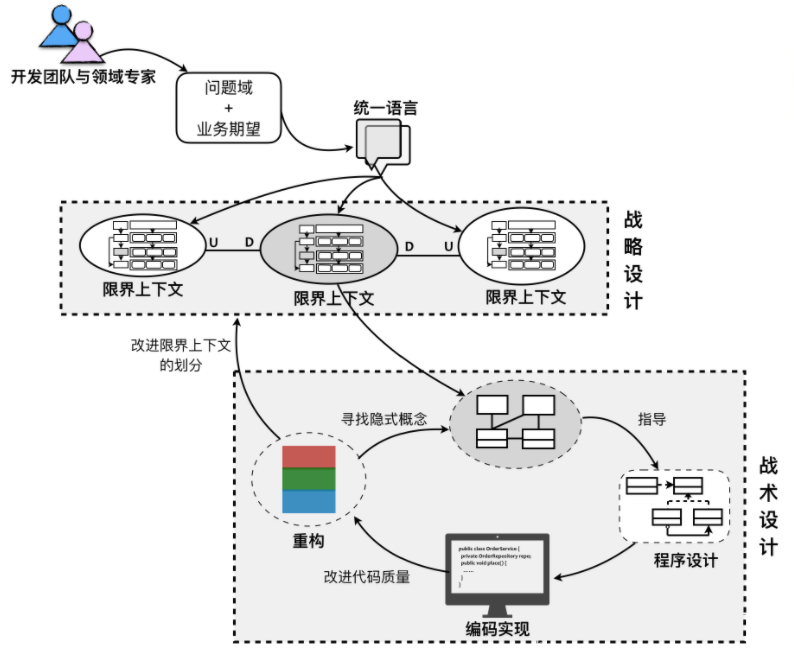 开发团队与领域专家
问题域
+
业务期望
统一语言
U
D
D
U
限界上下文
限界上下文
限界上下文
战略设计
改进限界上下文
的划分
寻找隐式概念
指导
重构
程序设计
战术设计
public class OrderService {
private OrderRepository repo;
public void place() {
......
}
}
改进代码质量
编码实现